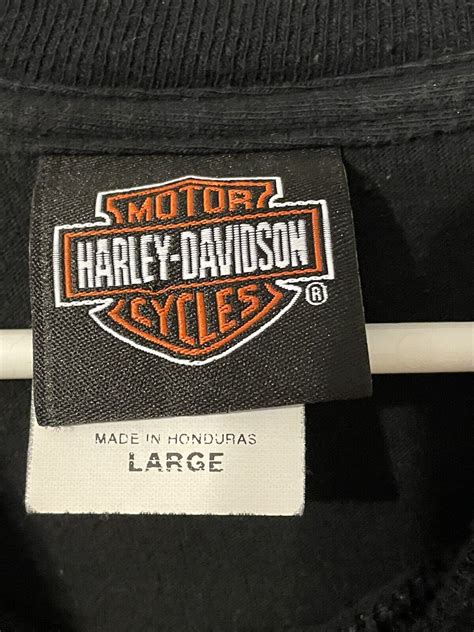 MOTOR
HARLEY-DAVIDSON
CYCLES
®
MADE IN HONDURAS
LARGE